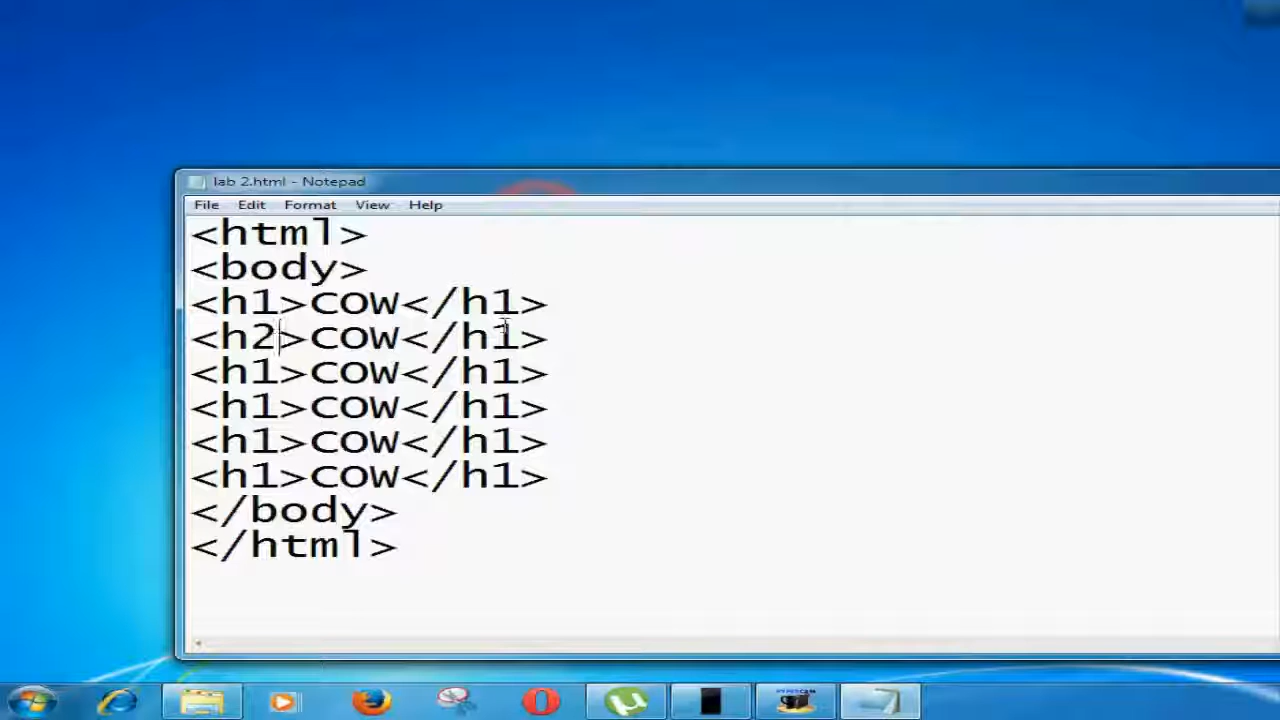 lab 2.html - Notepad
File Edit Format View Help
<html>
<body>
<h1>COW</h1>
<h2>COW</h1>
<h1>COW</h1>
<h1>COW</h1>
<h1>COW</h1>
<h1>COW</h1>
</body>
</html>